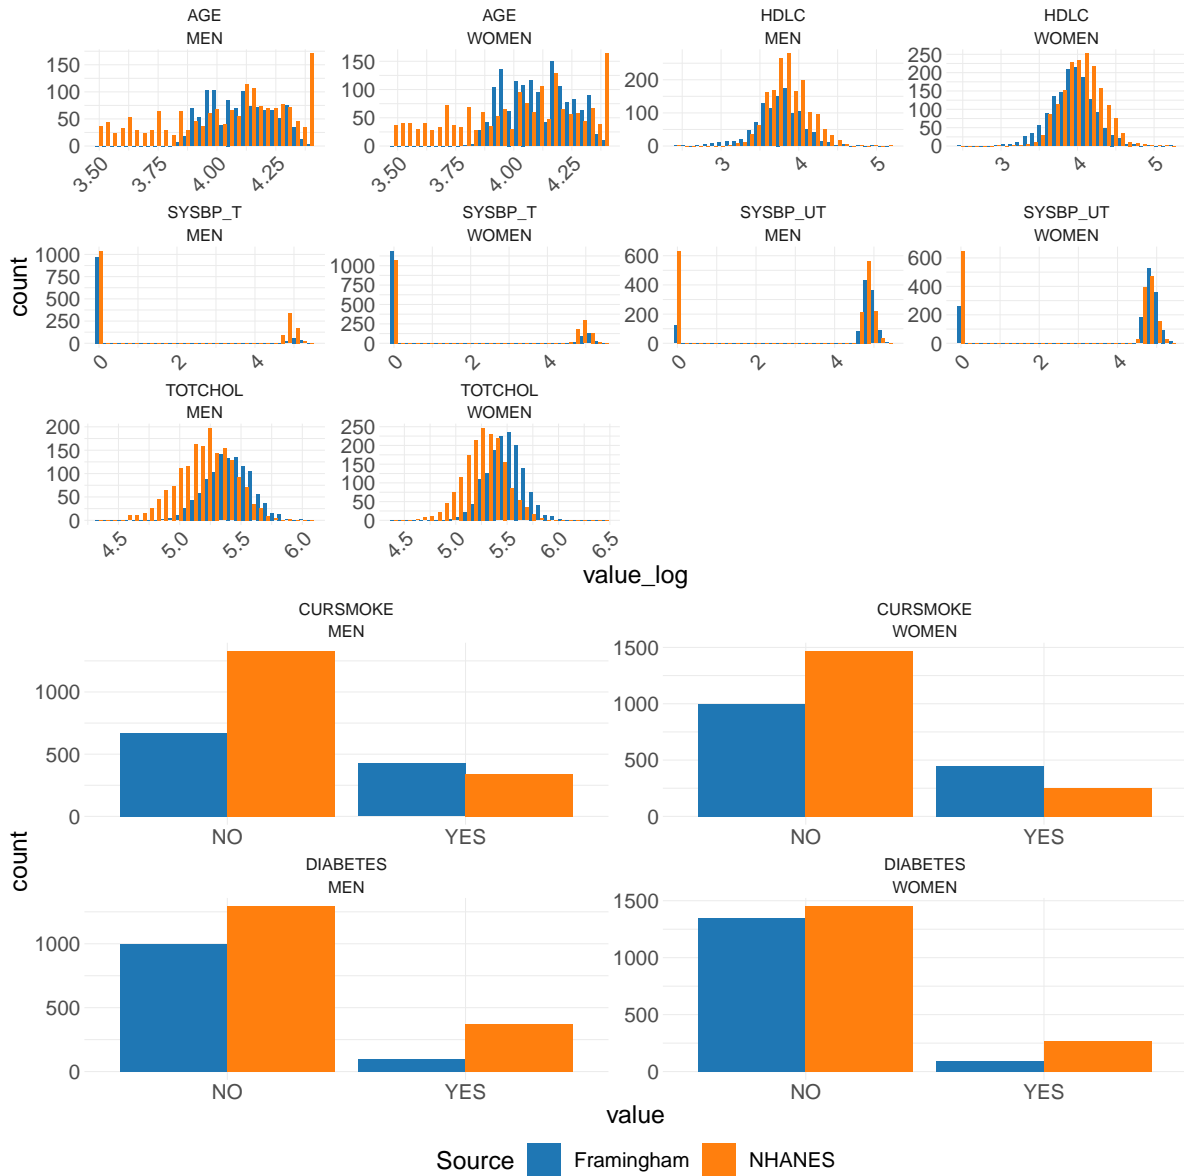 AGE
MEN
AGE
WOMEN
HDLC
MEN
HDLC
WOMEN
150
100
50
0
3.50 3.75 4.00 4.25
150
100
50
0
3.50 3.75 4.00 4.25
200
100
0
3 4 5
250
200
150
100
50
0
3 4 5
SYSBP_T
MEN
SYSBP_T
WOMEN
SYSBP_UT
MEN
SYSBP_UT
WOMEN
count
1000
750
500
250
0
0 2 4
1000
750
500
250
0
0 2 4
600
400
200
0
0 2 4
600
400
200
0
0 2 4
TOTCHOL
MEN
TOTCHOL
WOMEN
200
150
100
50
0
4.5 5.0 5.5 6.0
250
200
150
100
50
0
4.5 5.0 5.5 6.0 6.5
value_log
CURSMOKE
MEN
CURSMOKE
WOMEN
1000
500
0
NO YES
1500
1000
500
0
NO YES
count
DIABETES
MEN
DIABETES
WOMEN
1000
500
0
NO YES
1500
1000
500
0
NO YES
value
Source Framingham NHANES